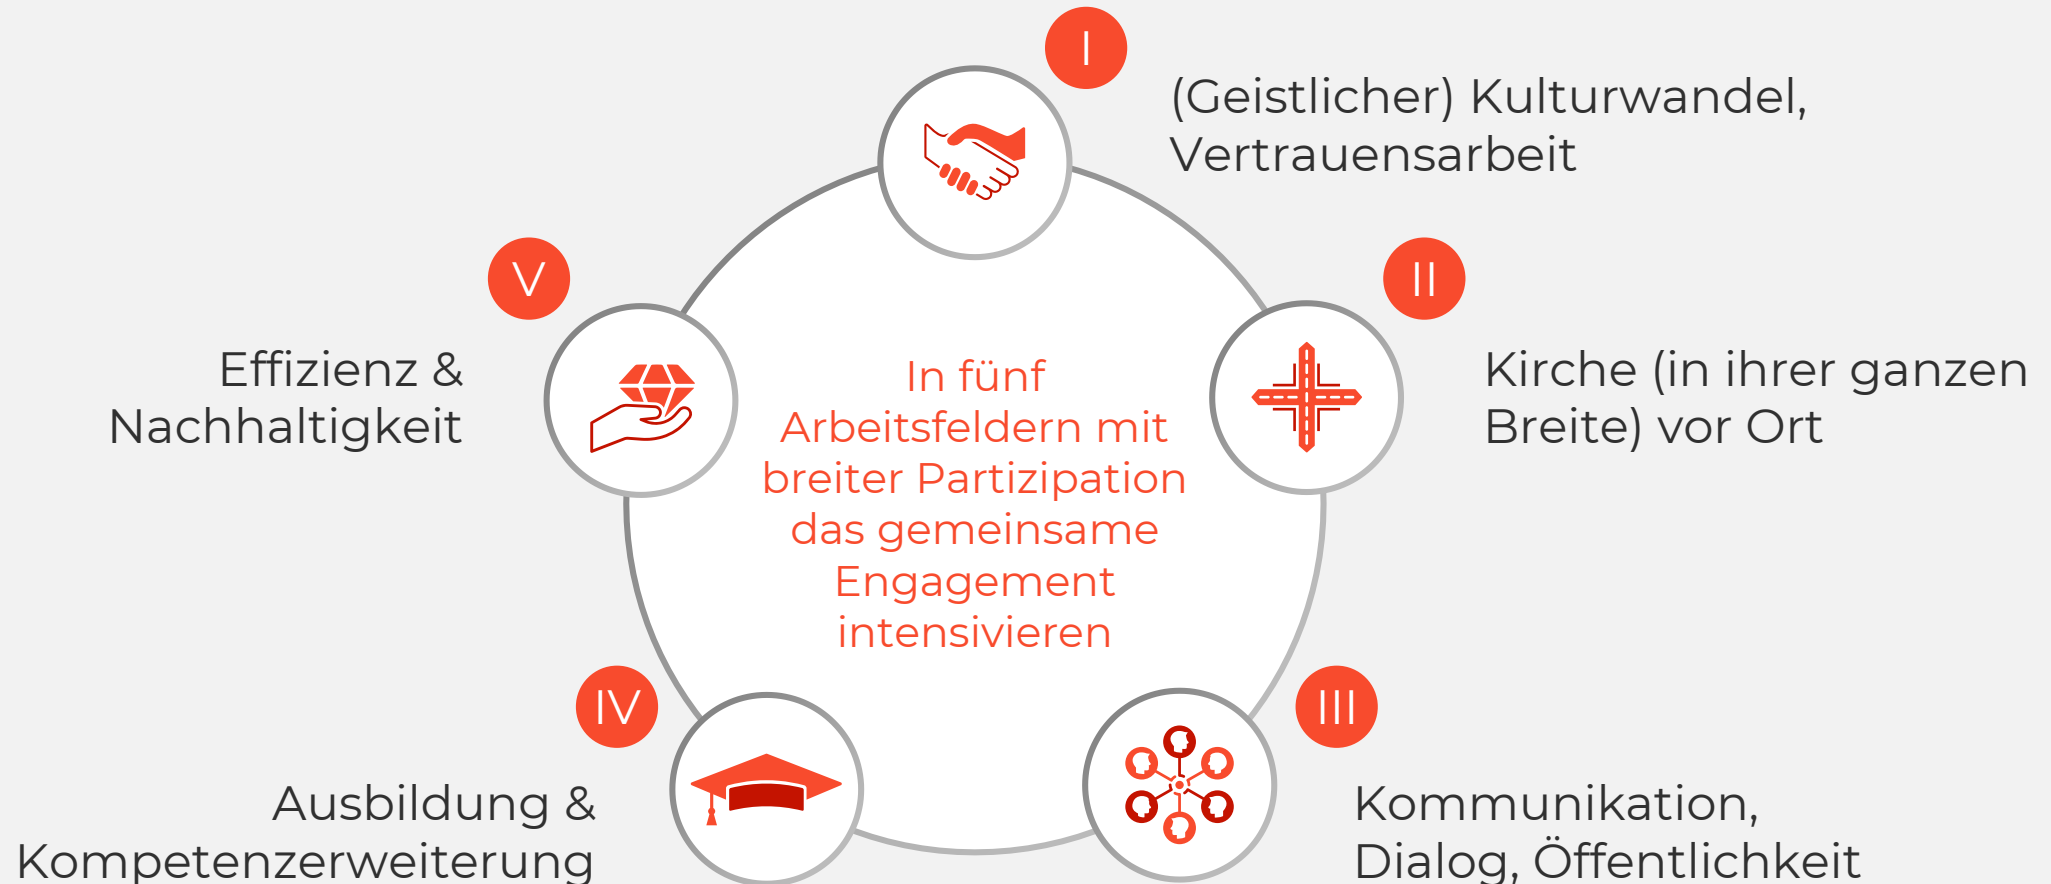 I
(Geistlicher) Kulturwandel,
Vertrauensarbeit
II
Kirche (in ihrer ganzen
Breite) vor Ort
III
Kommunikation,
Dialog, Öffentlichkeit
IV
Ausbildung &
Kompetenzerweiterung
V
Effizienz &
Nachhaltigkeit
In fünf
Arbeitsfeldern mit
breiter Partizipation
das gemeinsame
Engagement
intensivieren